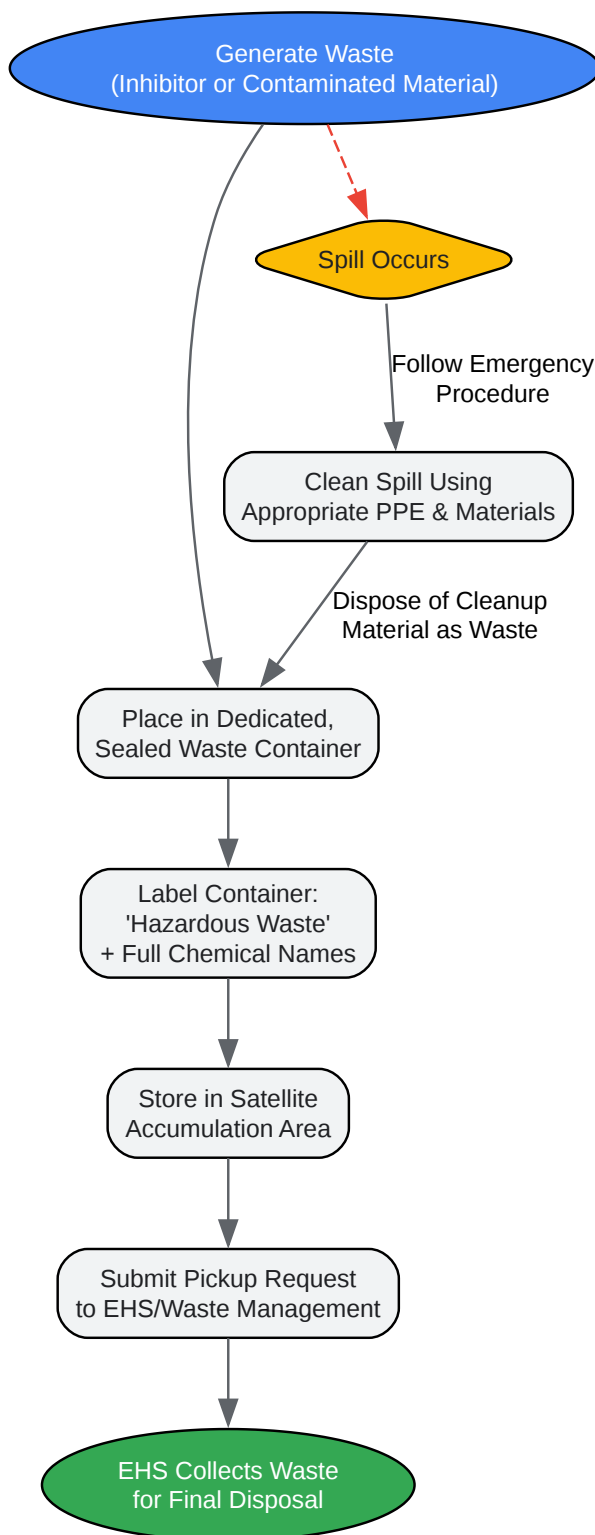 Generate Waste
(Inhibitor or Contaminated Material)
Spill Occurs
Follow Emergency
Procedure
Clean Spill Using
Appropriate PPE & Materials
Dispose of Cleanup
Material as Waste
Place in Dedicated,
Sealed Waste Container
Label Container:
'Hazardous Waste'
+ Full Chemical Names
Store in Satellite
Accumulation Area
Submit Pickup Request
to EHS/Waste Management
EHS Collects Waste
for Final Disposal